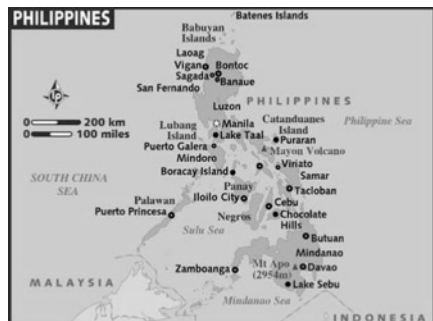 PHILIPPINES
Batenes Islands
Babuyan
Islands
Laoag
Vigan
Bontoc
Sagada
Banaue
San Fernando
Luzon
PHILIPPINES
0 200 km
0 100 miles
Manila
Catanduanes
Island
Philippine Sea
Lubang
Island
Lake Taal
Puraran
Puerto Galera
Mayon Volcano
Mindoro
Viriato
Samar
SOUTH CHINA
SEA
Boracay Island
Panay
Tacloban
Palawan
Iloilo City
Cebu
Puerto Princesa
Negros
Chocolate
Hills
Sulu Sea
Butuan
Mindanao
Mt Apo
(2954m)
Davao
Zamboanga
MALAYSIA
Lake Sebu
Mindanao Sea
INDONESIA